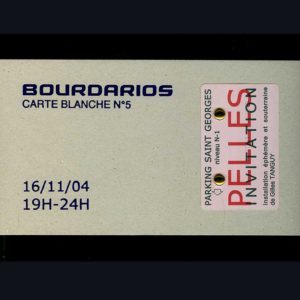 BOURDARIOS
CARTE BLANCHE N°5
16/11/04
19H-24H
PARKING SAINT GEORGES
niveau N-1
PELLES
INVITATION
Installation éphémère et souterraine
de Gilles TANGUY